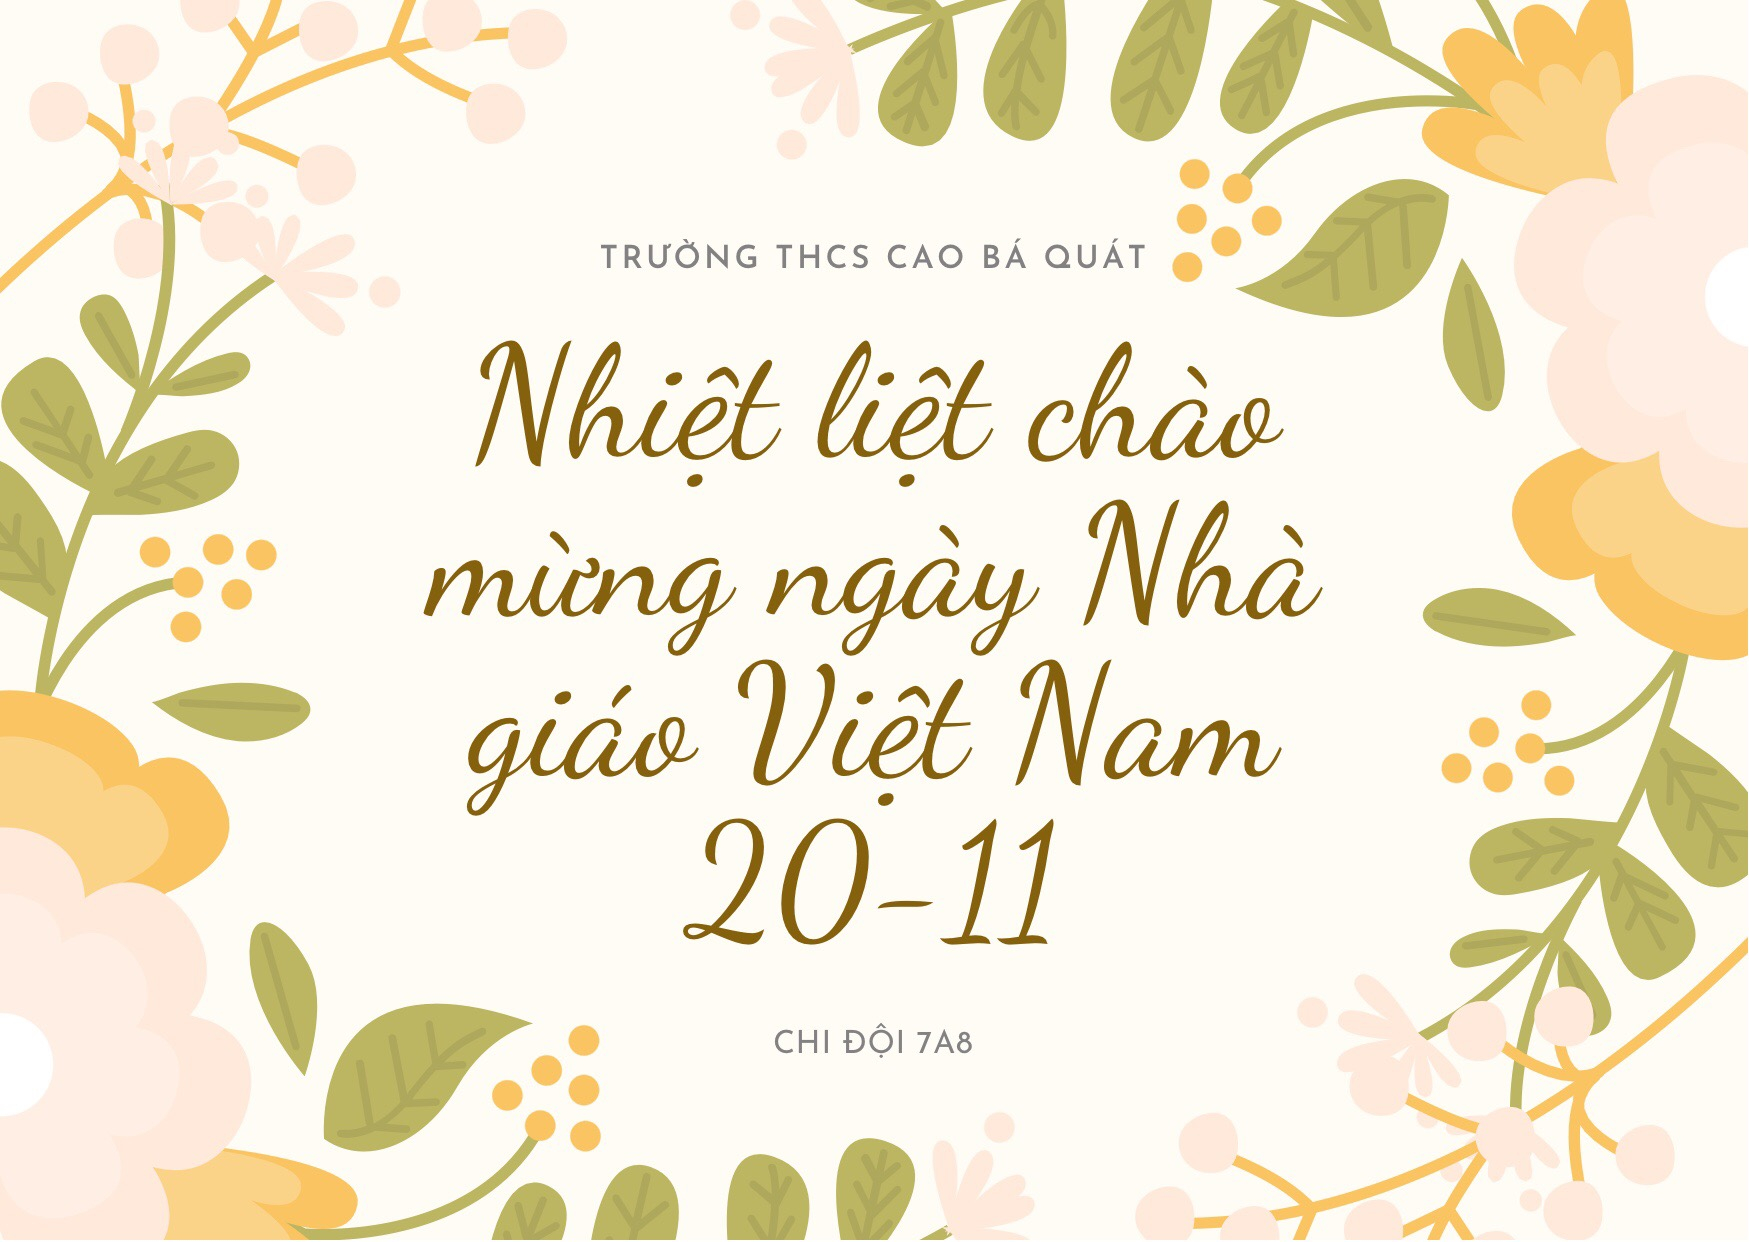 TRƯỜNG THCS CAO BÁ QUÁT
Nhiệt liệt chào
mừng ngày Nhà
giáo Việt Nam
20-11
CHI ĐỘI 7A8